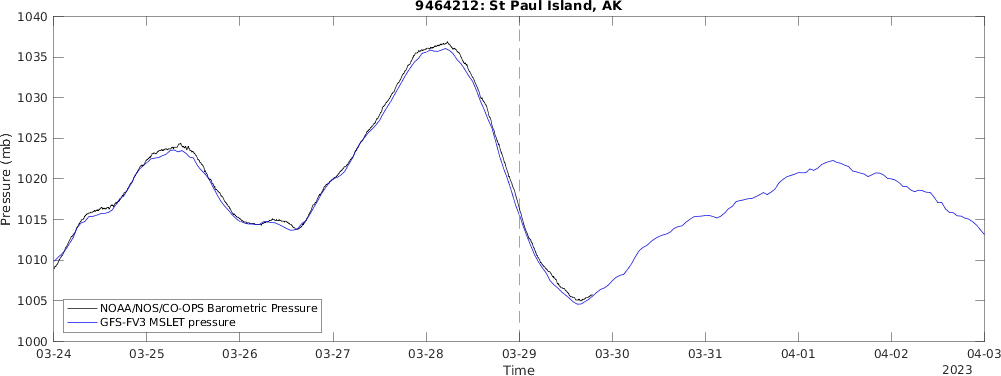 9464212: St Paul Island, AK
Pressure (mb)
1040
1035
1030
1025
1020
1015
1010
1005
1000
NOAA/NOS/CO-OPS Barometric Pressure
GFS-FV3 MSLET pressure
03-24 03-25 03-26 03-27 03-28 03-29 03-30 03-31 04-01 04-02 04-03
Time
2023